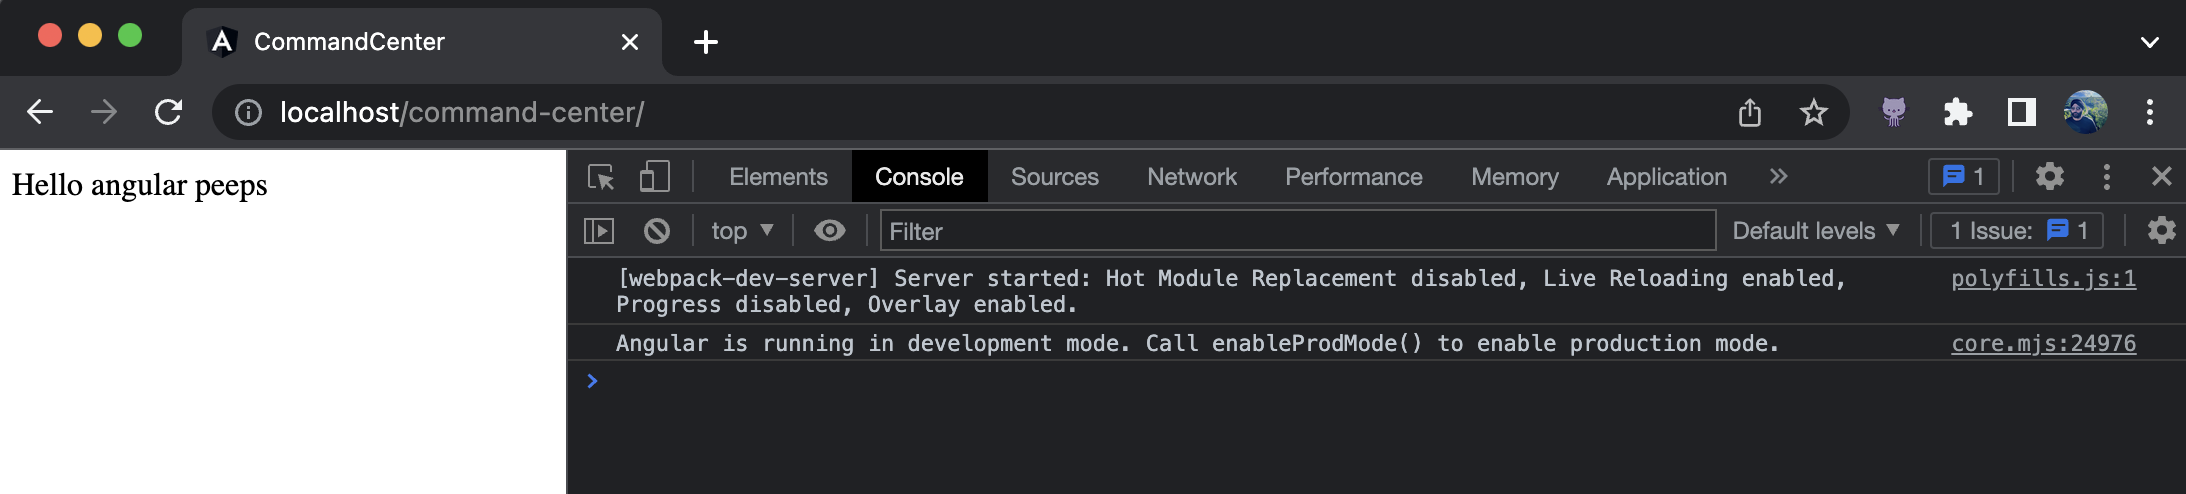 CommandCenter
localhost/command-center/
Hello angular peeps
Elements Console Sources Network Performance Memory Application 1
top Filter Default levels 1 Issue: 1
[webpack-dev-server] Server started: Hot Module Replacement disabled, Live Reloading enabled, polyfills.js:1
Progress disabled, Overlay enabled.
Angular is running in development mode. Call enableProdMode() to enable production mode. core.mjs:24976